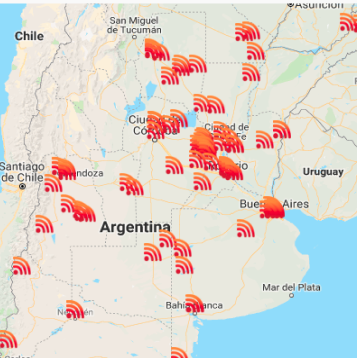 Asunción
San Miguel
de Tucumán
Chile
Ciudad de
Córdoba
Ciudad de
Fe
Santiago
de Chile
Mendoza
Rosario
Uruguay
Buenos Aires
Argentina
Mar del Plata
Bahía Blanca
Neuquén